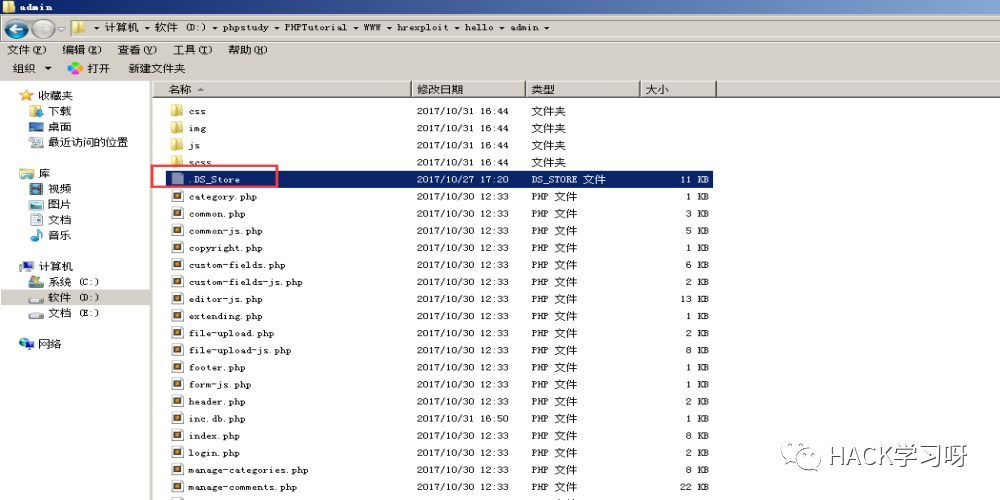 admin
计算机 软件 (D:) phpstudy PHPTutorial WWW hrexploit hello admin
文件(F) 编辑(E) 查看(V) 工具(T) 帮助(H)
组织 打开 新建文件夹
收藏夹
下载
桌面
最近访问的位置
库
视频
图片
文档
音乐
计算机
系统 (C:)
软件 (D:)
文档 (E:)
网络
名称 修改日期 类型 大小
css 2017/10/31 16:44 文件夹
img 2017/10/31 16:44 文件夹
js 2017/10/31 16:44 文件夹
scss 2017/10/31 16:44 文件夹
.DS_Store 2017/10/27 17:20 DS_STORE 文件 11 KB
category.php 2017/10/30 12:33 PHP 文件 1 KB
common.php 2017/10/30 12:33 PHP 文件 3 KB
common-js.php 2017/10/30 12:33 PHP 文件 5 KB
copyright.php 2017/10/30 12:33 PHP 文件 1 KB
custom-fields.php 2017/10/30 12:33 PHP 文件 6 KB
custom-fields-js.php 2017/10/30 12:33 PHP 文件 2 KB
editor-js.php 2017/10/30 12:33 PHP 文件 13 KB
extending.php 2017/10/30 12:33 PHP 文件 1 KB
file-upload.php 2017/10/30 12:33 PHP 文件 2 KB
file-upload-js.php 2017/10/30 12:33 PHP 文件 8 KB
footer.php 2017/10/30 12:33 PHP 文件 1 KB
form-js.php 2017/10/30 12:33 PHP 文件 1 KB
header.php 2017/10/30 12:33 PHP 文件 2 KB
inc.db.php 2017/10/31 16:50 PHP 文件 1 KB
index.php 2017/10/30 12:33 PHP 文件 8 KB
login.php 2017/10/30 12:33 PHP 文件 2 KB
manage-categories.php 2017/10/30 12:33 PHP 文件 8 KB
manage-comments.php 2017/10/30 12:33 PHP 文件 22 KB
HACK学习呀